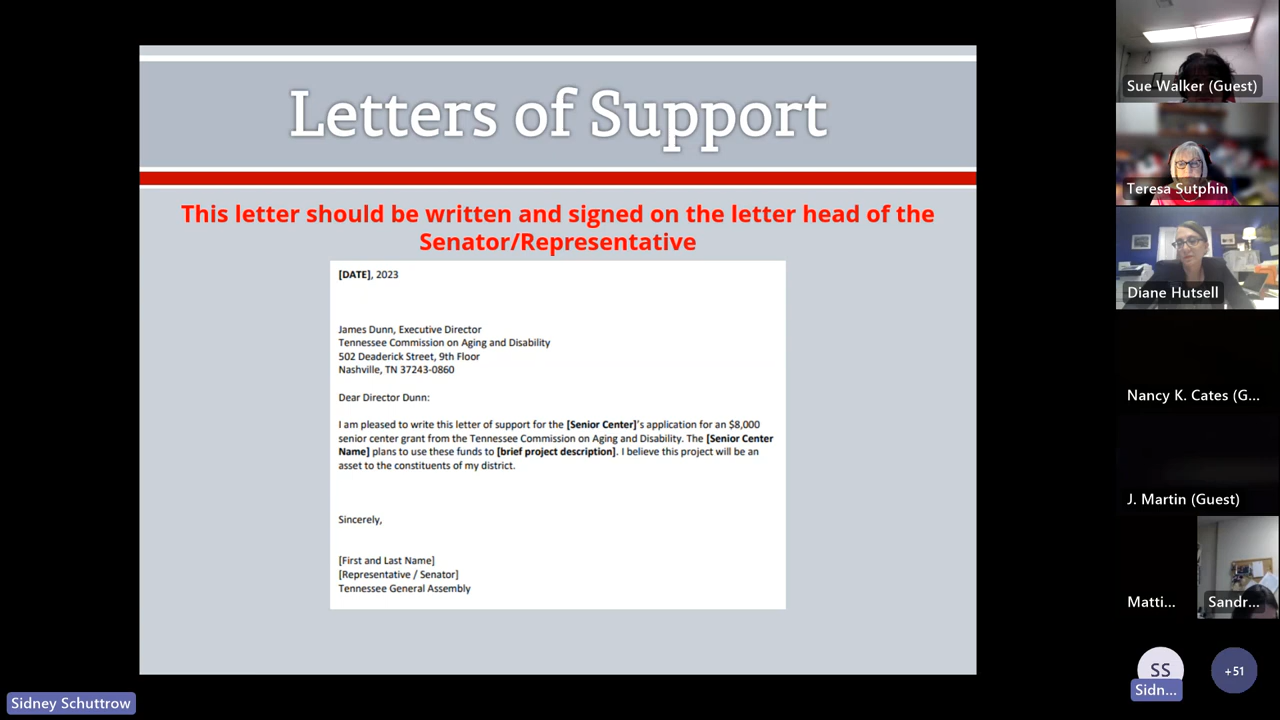 Letters of Support
This letter should be written and signed on the letter head of the
Senator/Representative
[DATE], 2023
James Dunn, Executive Director
Tennessee Commission on Aging and Disability
502 Deaderick Street, 9th Floor
Nashville, TN 37243-0860
Dear Director Dunn:
I am pleased to write this letter of support for the [Senior Center]'s application for an $8,000
senior center grant from the Tennessee Commission on Aging and Disability. The [Senior Center
Name] plans to use these funds to [brief project description]. I believe this project will be an
asset to the constituents of my district.
Sincerely,
[First and Last Name]
[Representative / Senator]
Tennessee General Assembly
Sue Walker (Guest)
Teresa Sutphin
Diane Hutsell
Nancy K. Cates (G...
J. Martin (Guest)
Matti...
Sandr...
SS
Sidn...
+51
Sidney Schuttrow